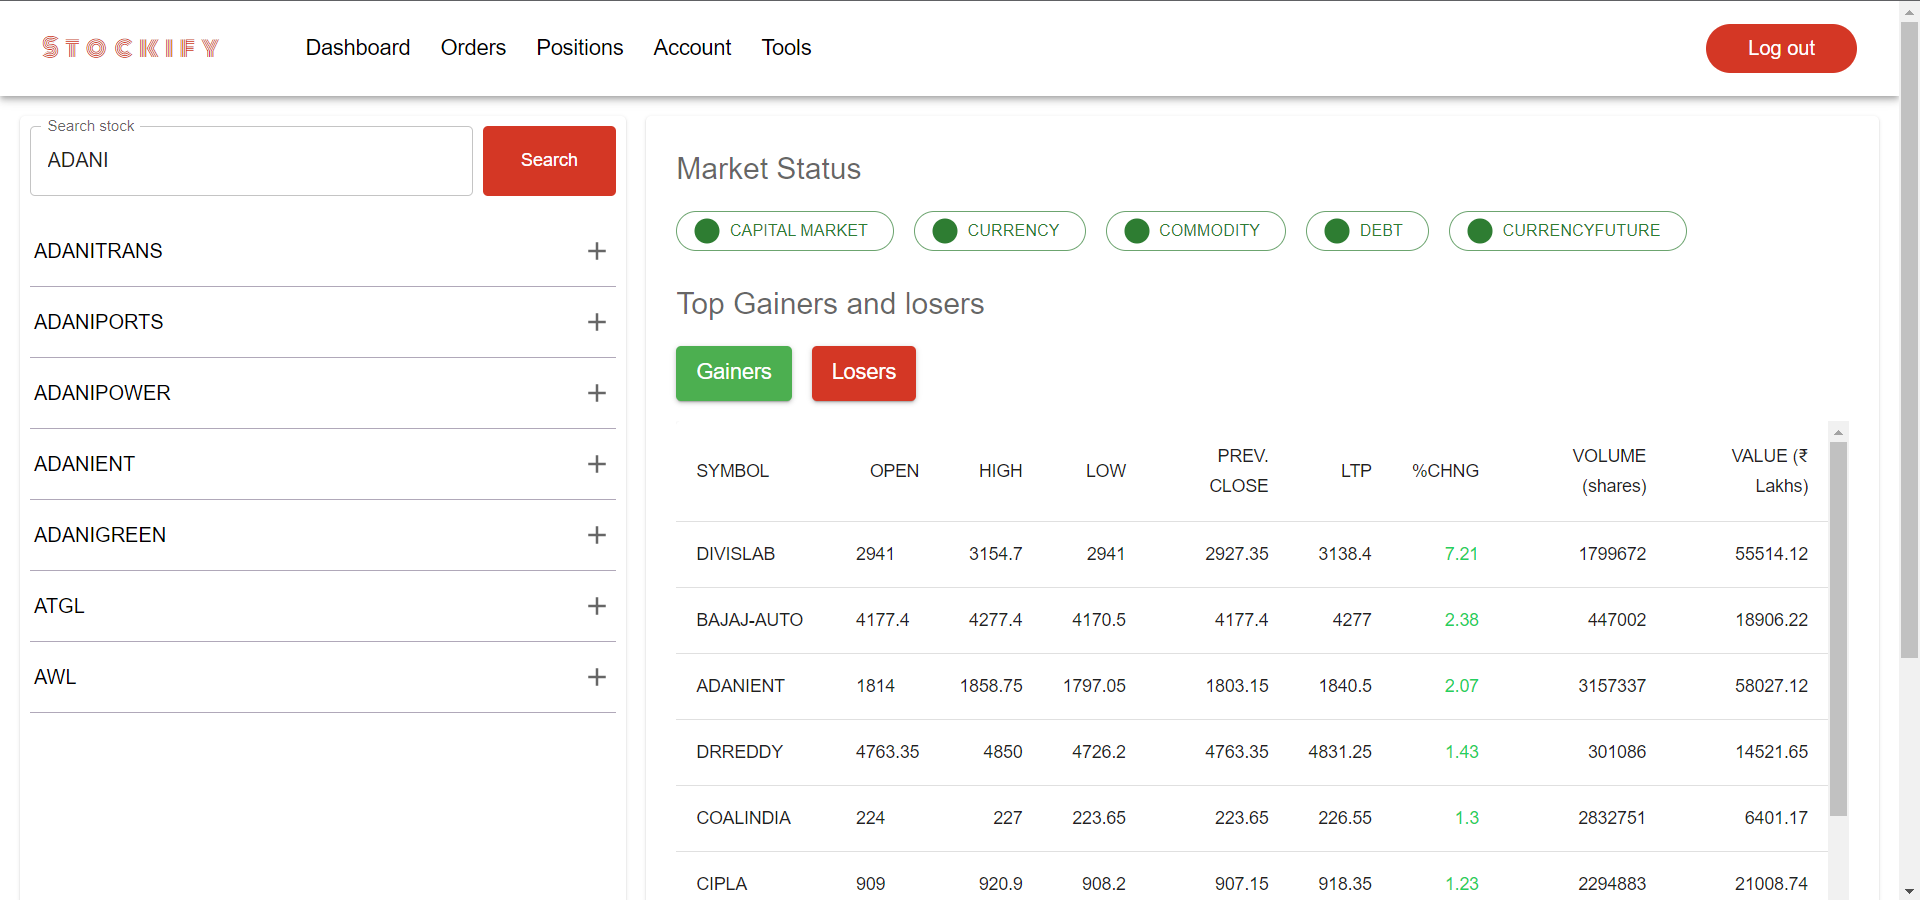 STOCKIFY
Dashboard Orders Positions Account Tools
Log out
Search stock
ADANI
Search
ADANITRANS
ADANIPORTS
ADANIPOWER
ADANIENT
ADANIGREEN
ATGL
AWL
Market Status
CAPITAL MARKET CURRENCY COMMODITY DEBT CURRENCYFUTURE
Top Gainers and losers
Gainers Losers
SYMBOL OPEN HIGH LOW PREV. CLOSE LTP %CHNG VOLUME (shares) VALUE (₹ Lakhs)
DIVISLAB 2941 3154.7 2941 2927.35 3138.4 7.21 1799672 55514.12
BAJAJ-AUTO 4177.4 4277.4 4170.5 4177.4 4277 2.38 447002 18906.22
ADANIENT 1814 1858.75 1797.05 1803.15 1840.5 2.07 3157337 58027.12
DRREDDY 4763.35 4850 4726.2 4763.35 4831.25 1.43 301086 14521.65
COALINDIA 224 227 223.65 223.65 226.55 1.3 2832751 6401.17
CIPLA 909 920.9 908.2 907.15 918.35 1.23 2294883 21008.74